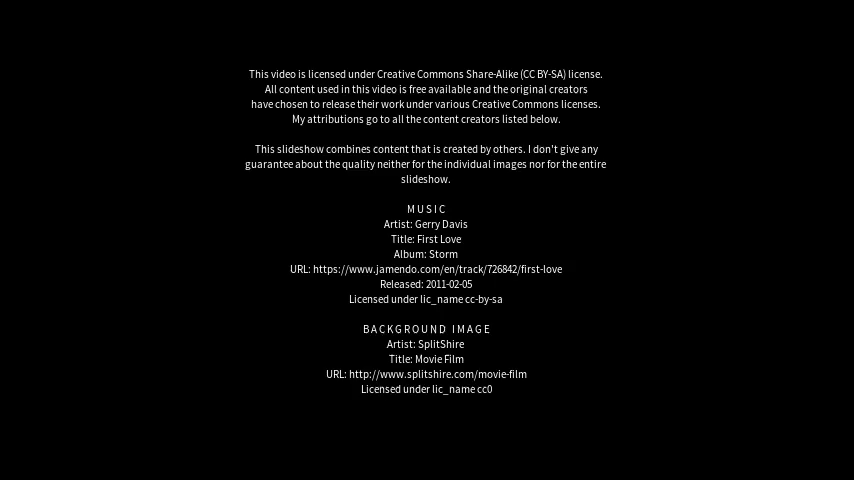 This video is licensed under Creative Commons Share-Alike (CC BY-SA) license.
All content used in this video is free available and the original creators
have chosen to release their work under various Creative Commons licenses.
My attributions go to all the content creators listed below.
This slideshow combines content that is created by others. I don't give any
guarantee about the quality neither for the individual images nor for the entire
slideshow.
MUSIC
Artist: Gerry Davis
Title: First Love
Album: Storm
URL: https://www.jamendo.com/en/track/726842/first-love
Released: 2011-02-05
Licensed under lic_name cc-by-sa
BACKGROUND IMAGE
Artist: SplitShire
Title: Movie Film
URL: http://www.splitshire.com/movie-film
Licensed under lic_name cc0